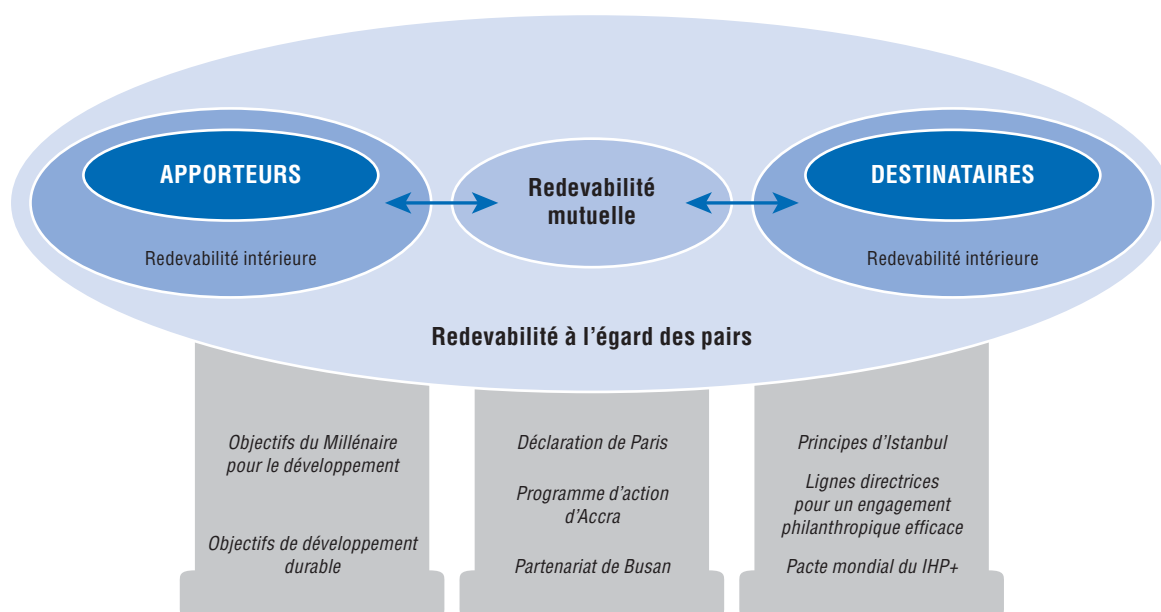 APPORTEURS
Redevabilité intérieure
Redevabilité
mutuelle
DESTINATAIRES
Redevabilité intérieure
Redevabilité à l'égard des pairs
Objectifs du Millénaire
pour le développement
Objectifs de développement
durable
Déclaration de Paris
Programme d'action
d'Accra
Partenariat de Busan
Principes d'Istanbul
Lignes directrices
pour un engagement
philanthropique efficace
Pacte mondial du IHP+